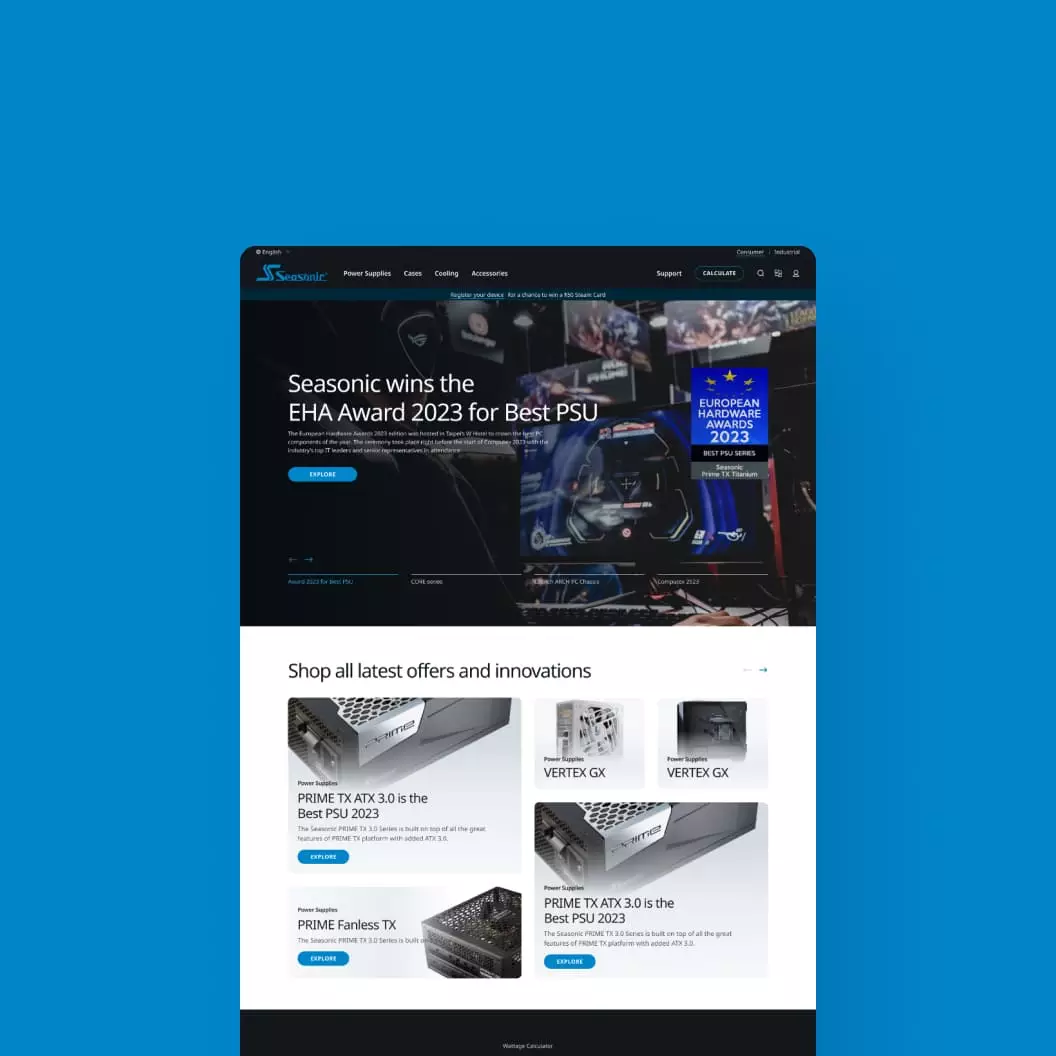 English
Consumer | Industrial
Seasonic
Power Supplies Cases Cooling Accessories
Support CALCULATE
Register your device for a chance to win a $50 Steam Card
Seasonic wins the
EHA Award 2023 for Best PSU
The European Hardware Awards 2023 edition was hosted in Taipei's W Hotel to crown the best PC
components of the year. The ceremony took place right before the start of Computex 2023 with the
industry's top IT leaders and senior representatives in attendance
EXPLORE
EUROPEAN
HARDWARE
AWARDS
2023
BEST PSU SERIES
Seasonic
Prime TX Titanium
Award 2023 for Best PSU
CORE series
ARCH PC Chassis
Computex 2023
Shop all latest offers and innovations
PRIME
Power Supplies
PRIME TX ATX 3.0 is the
Best PSU 2023
The Seasonic PRIME TX 3.0 Series is built on top of all the great
features of PRIME TX platform with added ATX 3.0.
EXPLORE
Power Supplies
VERTEX GX
Power Supplies
VERTEX GX
Power Supplies
PRIME Fanless TX
The Seasonic PRIME TX 3.0 Series is built on
EXPLORE
PRIME
Power Supplies
PRIME TX ATX 3.0 is the
Best PSU 2023
The Seasonic PRIME TX 3.0 Series is built on top of all the great
features of PRIME TX platform with added ATX 3.0.
EXPLORE
Wattage Calculator